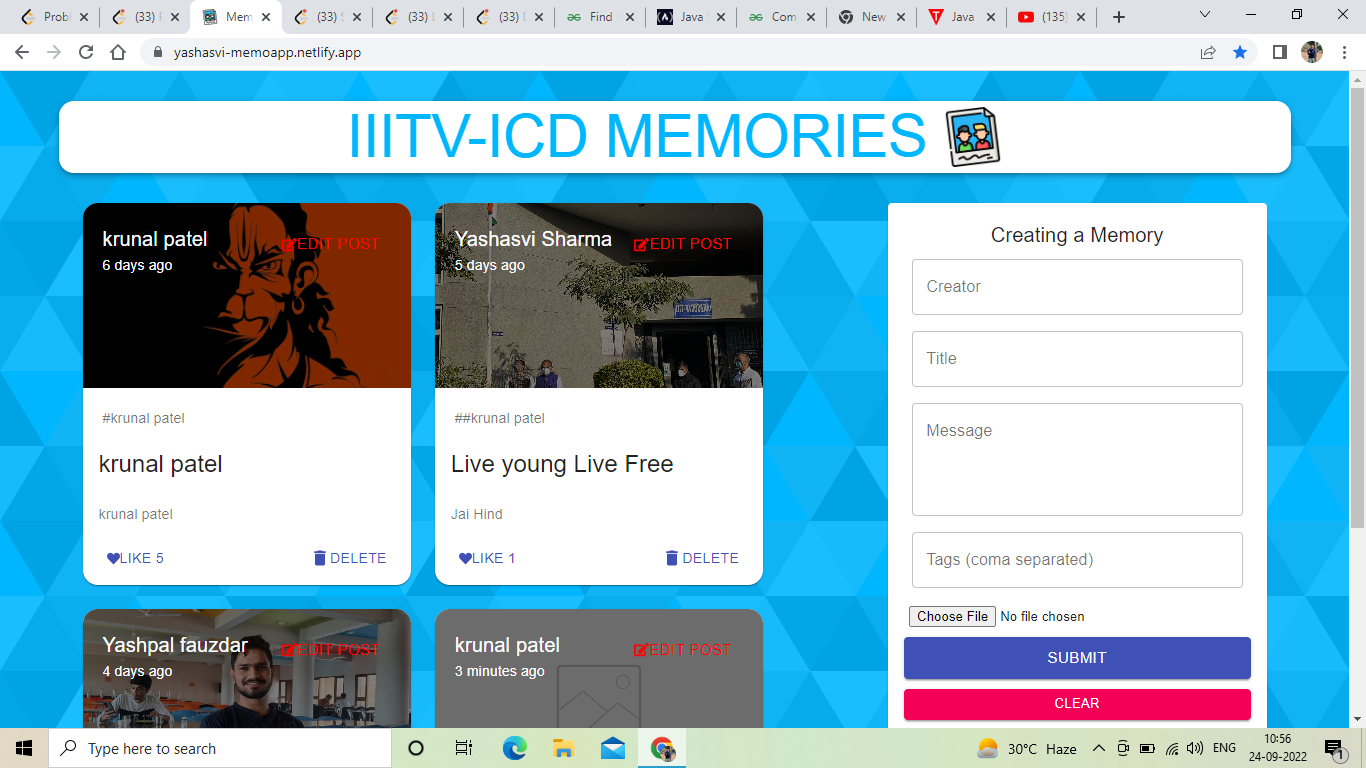 Probl
(33) F
Mem
(33) S
(33) L
(33) D
Find
Java
Com
New
Java
(135)
yashasvi-memoapp.netlify.app
IIITV-ICD MEMORIES
krunal patel
EDIT POST
6 days ago
#krunal patel
krunal patel
krunal patel
LIKE 5
DELETE
Yashasvi Sharma
EDIT POST
5 days ago
##krunal patel
Live young Live Free
Jai Hind
LIKE 1
DELETE
Yashpal fauzdar
EDIT POST
4 days ago
krunal patel
EDIT POST
3 minutes ago
Creating a Memory
Creator
Title
Message
Tags (coma separated)
Choose File No file chosen
SUBMIT
CLEAR
Type here to search
30°C Haze
ENG
10:56
24-09-2022
1